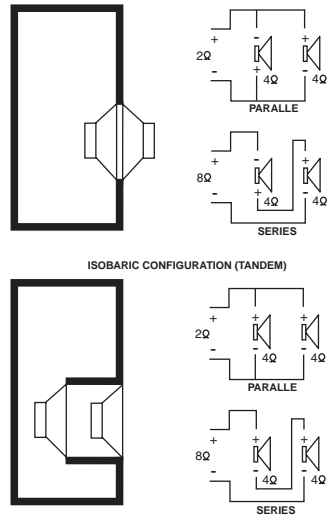 + - +
2Ω
- + 4Ω - 4Ω
PARALLE
+ - +
8Ω
- + 4Ω - 4Ω
SERIES
ISOBARIC CONFIGURATION (TANDEM)
+ + +
2Ω
- - 4Ω - 4Ω
PARALLE
+ + +
8Ω
- - 4Ω - 4Ω
SERIES